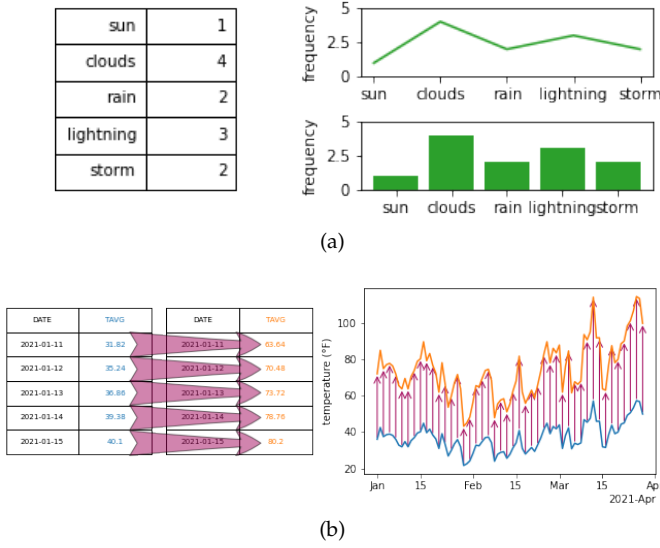 sun 1
clouds 4
rain 2
lightning 3
storm 2
5
2.5
0
frequency
sun clouds rain lightning storm
5
2.5
0
frequency
sun clouds rain lightning storm
(a)
DATE TAVG DATE TAVG
2021-01-11 31.82 2021-01-11 63.64
2021-01-12 35.24 2021-01-12 70.48
2021-01-13 36.86 2021-01-13 73.72
2021-01-14 39.38 2021-01-14 78.76
2021-01-15 40.1 2021-01-15 80.2
temperature (°F)
100
80
60
40
20
Jan 15 Feb 15 Mar 15 Ap
2021-Apr
(b)